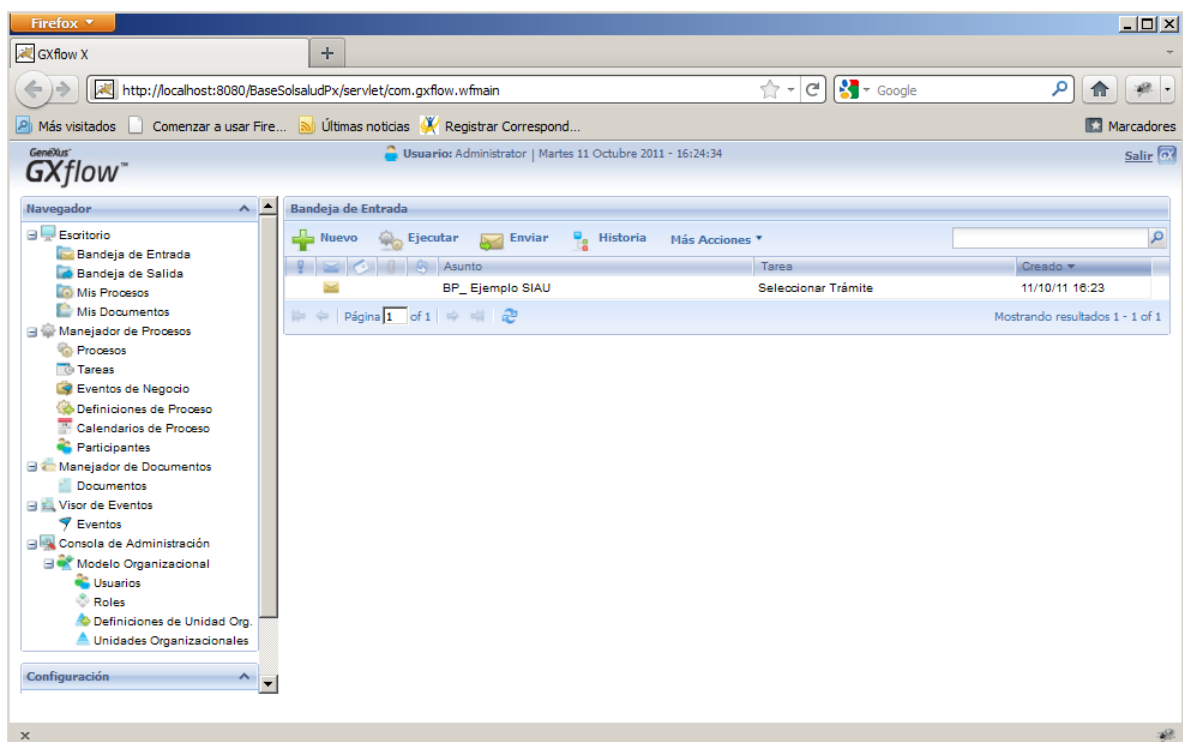 Firefox
GXflow X
http://localhost:8080/BaseSolsaludPx/servlet/com.gxflow.wfmain
Google
Más visitados Comenzar a usar Fire... Últimas noticias Registrar Correspond... Marcadores
GeneXus
GXflow™
Usuario: Administrator | Martes 11 Octubre 2011 - 16:24:34
Salir
Navegador
Escritorio
Bandeja de Entrada
Bandeja de Salida
Mis Procesos
Mis Documentos
Manejador de Procesos
Procesos
Tareas
Eventos de Negocio
Definiciones de Proceso
Calendarios de Proceso
Participantes
Manejador de Documentos
Documentos
Visor de Eventos
Eventos
Consola de Administración
Modelo Organizacional
Usuarios
Roles
Definiciones de Unidad Org.
Unidades Organizacionales
Configuración
Bandeja de Entrada
Nuevo Ejecutar Enviar Historia Más Acciones
Asunto Tarea Creado
BP_ Ejemplo SIAU Seleccionar Trámite 11/10/11 16:23
Página 1 of 1 Mostrando resultados 1 - 1 of 1